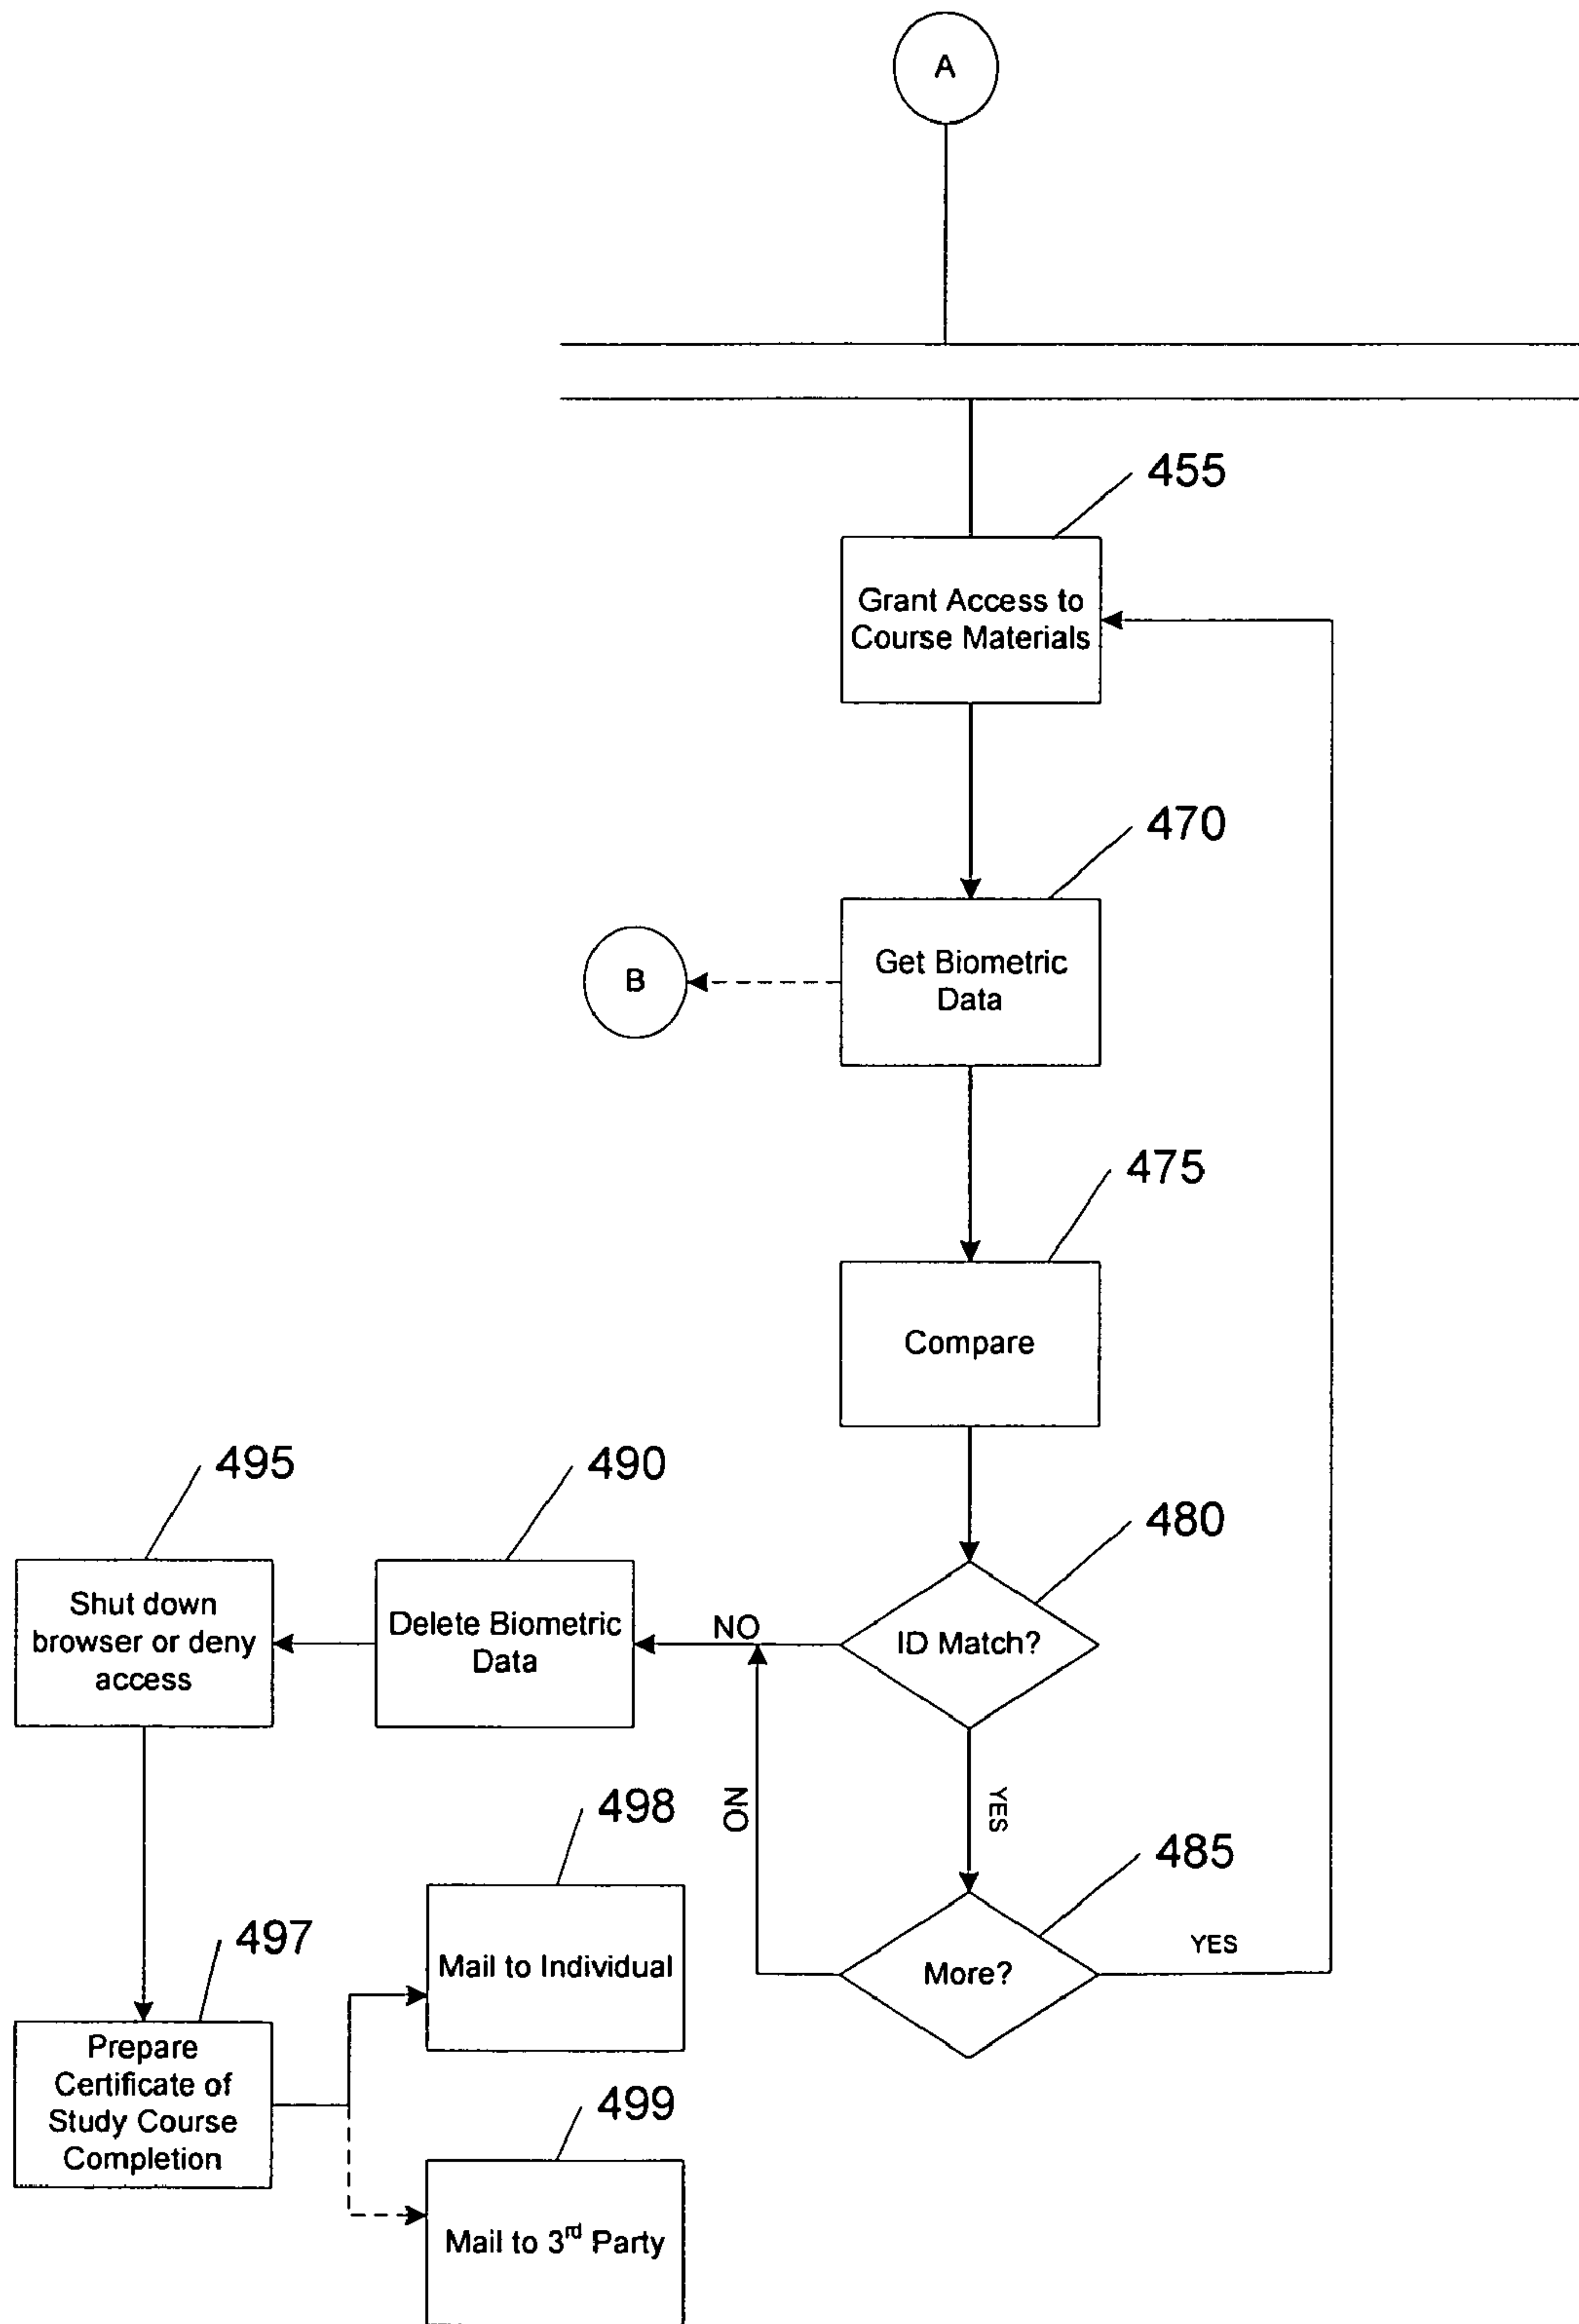 A
455
Grant Access to
Course Materials
470
Get Biometric
Data
B
475
Compare
495
490
480
Shut down
browser or deny
access
Delete Biometric
Data
NO
ID Match?
498
NO
YES
485
497
Mail to Individual
More?
YES
Prepare
Certificate of
Study Course
Completion
499
Mail to 3rd Party